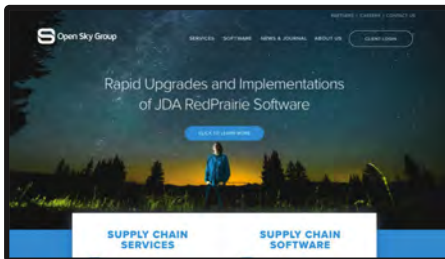 PARTNERS | CAREERS | CONTACT US
Open Sky Group
SERVICES SOFTWARE NEWS & JOURNAL ABOUT US CLIENT LOGIN
Rapid Upgrades and Implementations
of JDA RedPrairie Software
CLICK TO LEARN MORE
SUPPLY CHAIN SERVICES
SUPPLY CHAIN SOFTWARE